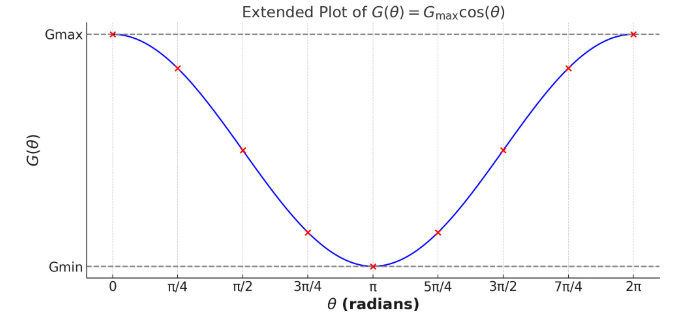 Extended Plot of G(θ) = Gmaxcos(θ)
Gmax
G(θ)
Gmin
0 π/4 π/2 3π/4 π 5π/4 3π/2 7π/4 2π
θ (radians)